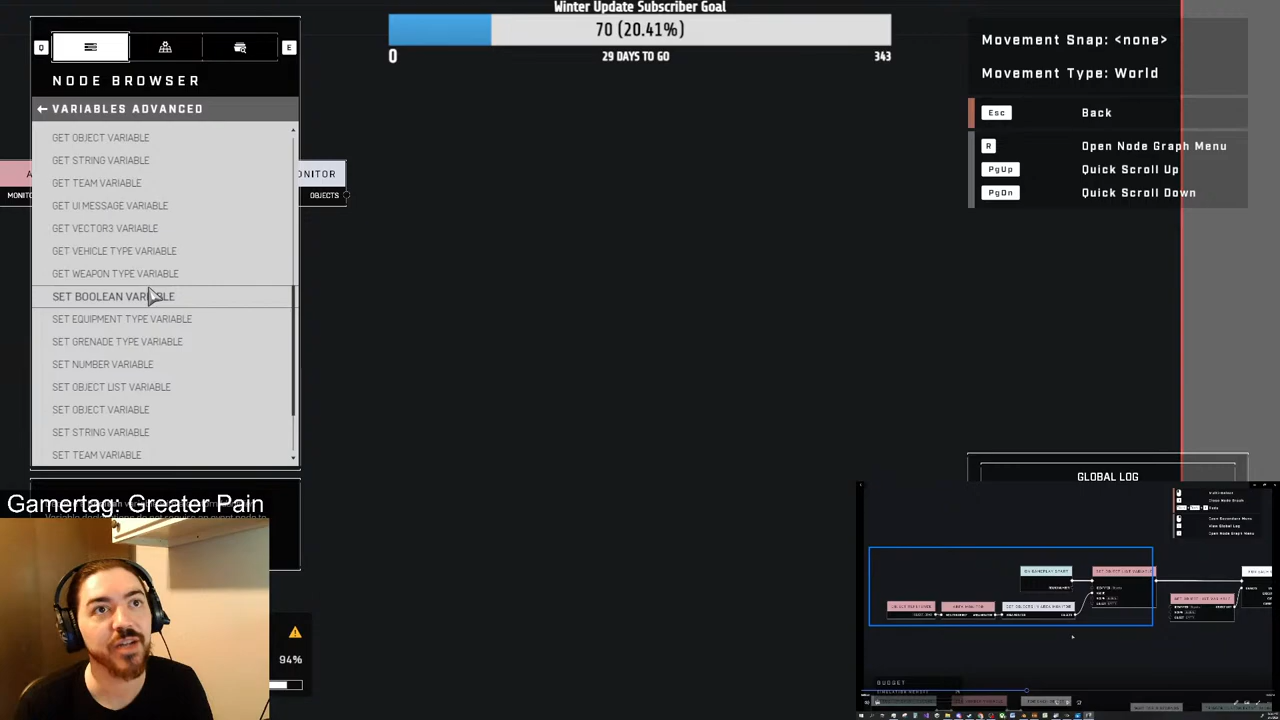 Winter Update Subscriber Goal
70 (20.41%)
0
29 DAYS TO GO
343
Q
E
NODE BROWSER
VARIABLES ADVANCED
GET OBJECT VARIABLE
GET STRING VARIABLE
GET TEAM VARIABLE
GET UI MESSAGE VARIABLE
GET VECTOR3 VARIABLE
GET VEHICLE TYPE VARIABLE
GET WEAPON TYPE VARIABLE
SET BOOLEAN VARIABLE
SET EQUIPMENT TYPE VARIABLE
SET GRENADE TYPE VARIABLE
SET NUMBER VARIABLE
SET OBJECT LIST VARIABLE
SET OBJECT VARIABLE
SET STRING VARIABLE
SET TEAM VARIABLE
A
MONIT
ONITOR
OBJECTS
Movement Snap: <none>
Movement Type: World
Esc Back
R Open Node Graph Menu
PgUp Quick Scroll Up
PgDn Quick Scroll Down
GLOBAL LOG
Gamertag: Greater Pain
94%
BUDGET